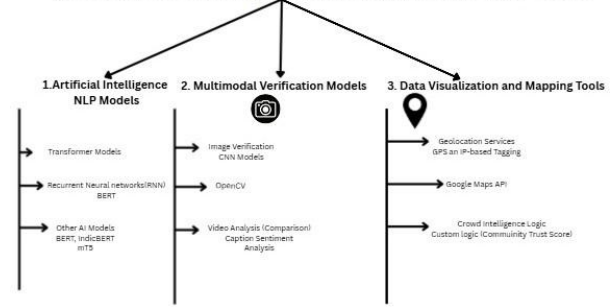 1.Artificial Intelligence
NLP Models
Transformer Models
Recurrent Neural networks(RNN)
BERT
Other AI Models
BERT, IndicBERT
mT5
2. Multimodal Verification Models
Image Verification
CNN Models
OpenCV
Video Analysis (Comparison)
Caption Sentiment
Analysis
3. Data Visualization and Mapping Tools
Geolocation Services
GPS an IP-based Tagging
Google Maps API
Crowd Intelligence Logic
Custom logic (Commuinity Trust Score)